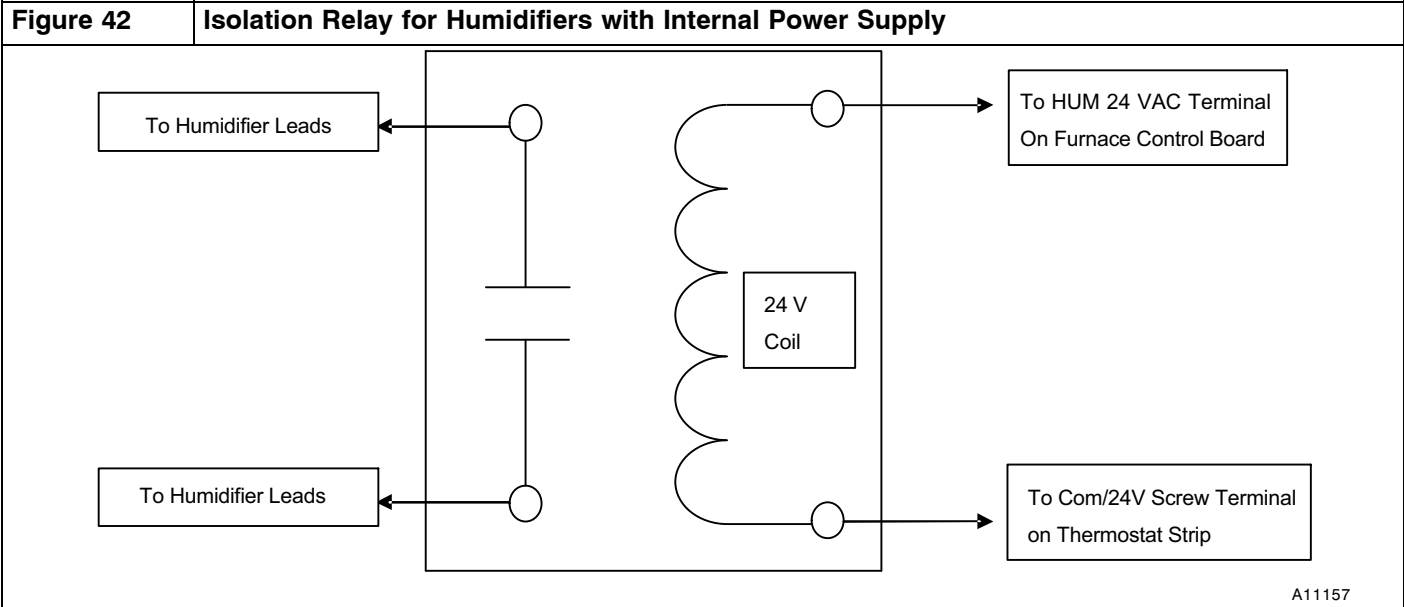 Figure 42 Isolation Relay for Humidifiers with Internal Power Supply
To Humidifier Leads
To HUM 24 VAC Terminal
On Furnace Control Board
24 V
Coil
To Humidifier Leads
To Com/24V Screw Terminal
on Thermostat Strip
A11157